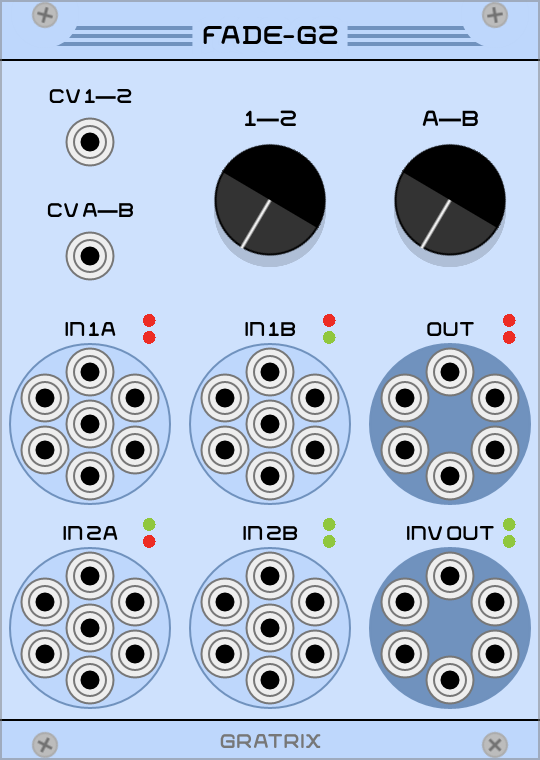 FADE-G2
CV 1—2
1—2
A—B
CV A—B
IN 1A
IN 1B
OUT
IN 2A
IN 2B
INV OUT
GRATRIX